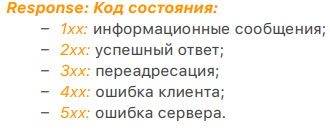 Response: Код состояния:
– 1xx: информационные сообщения;
– 2xx: успешный ответ;
– 3xx: переадресация;
– 4xx: ошибка клиента;
– 5xx: ошибка сервера.